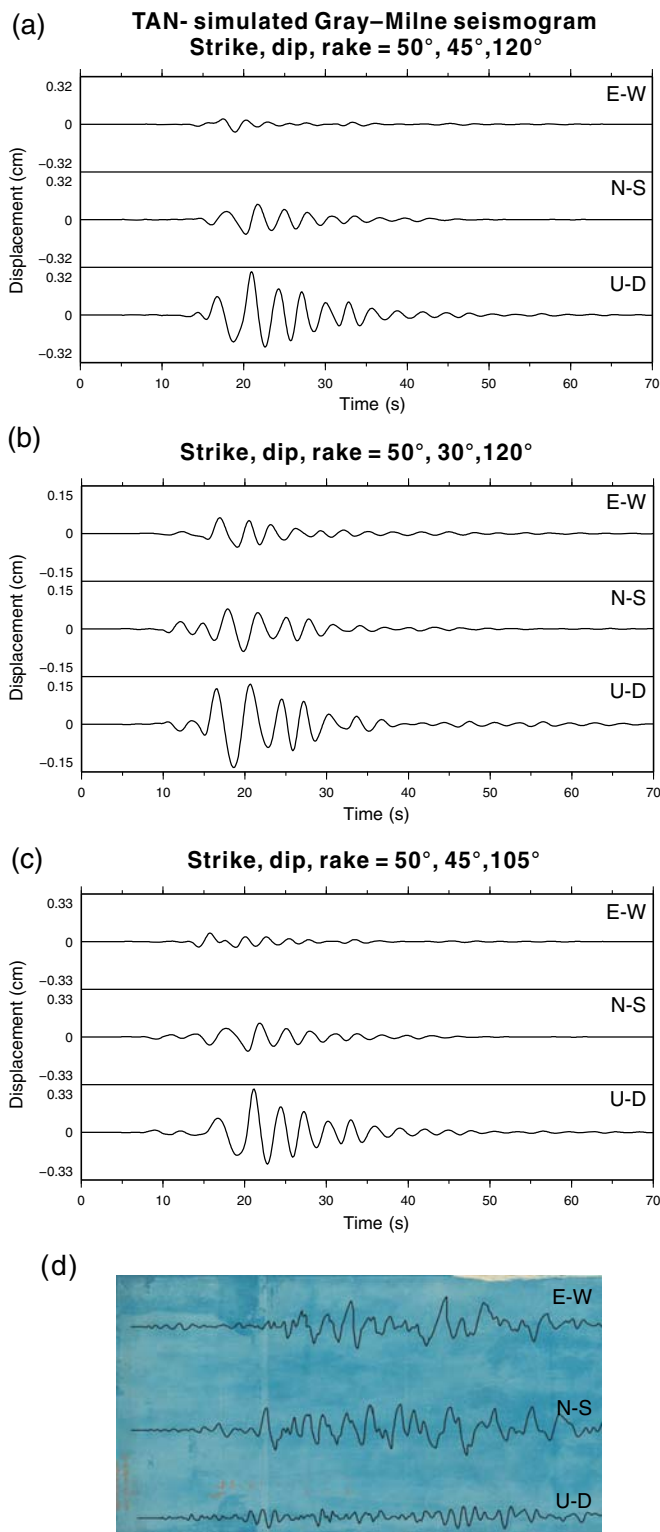 (a)
TAN- simulated Gray–Milne seismogram
Strike, dip, rake = 50°, 45°,120°
0.32
E-W
0
−0.32
0.32
N-S
0
−0.32
0.32
U-D
0
−0.32
Displacement (cm)
0 10 20 30 40 50 60 70
Time (s)
(b)
Strike, dip, rake = 50°, 30°,120°
0.15
E-W
0
−0.15
0.15
N-S
0
−0.15
0.15
U-D
0
−0.15
Displacement (cm)
0 10 20 30 40 50 60 70
Time (s)
(c)
Strike, dip, rake = 50°, 45°,105°
0.33
E-W
0
−0.33
0.33
N-S
0
−0.33
0.33
U-D
0
−0.33
Displacement (cm)
0 10 20 30 40 50 60 70
Time (s)
(d)
E-W
N-S
U-D